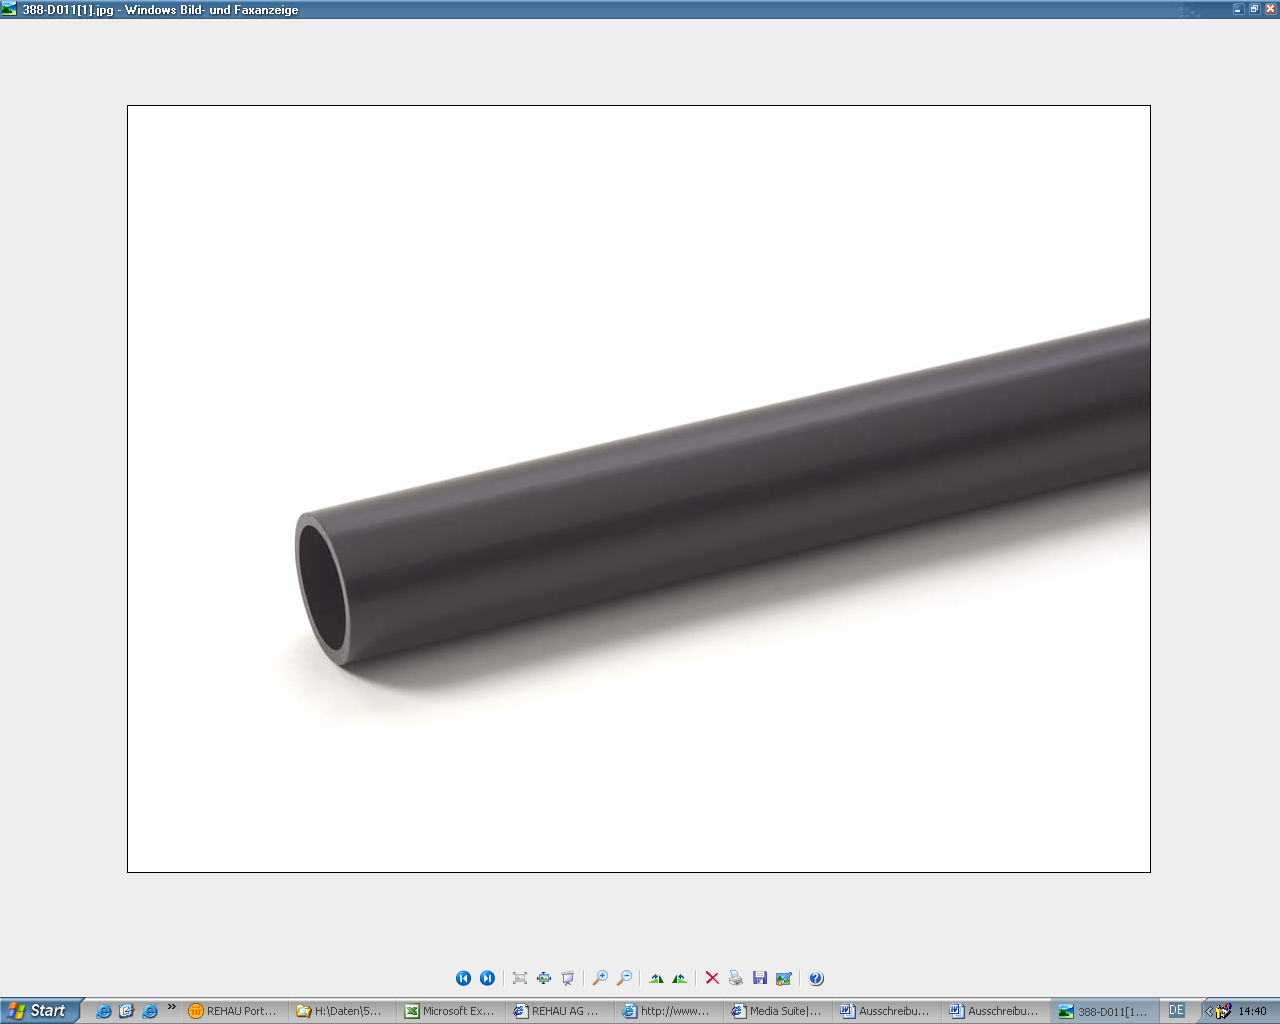 388-D011[1].jpg - Windows Bild- und Faxanzeige
Start
»
REHAU Port...
H:\Daten\5...
Microsoft Ex...
REHAU AG ...
http://www...
Media Suite|...
Ausschreibu...
Ausschreibu...
388-D011[1...
DE
14:40